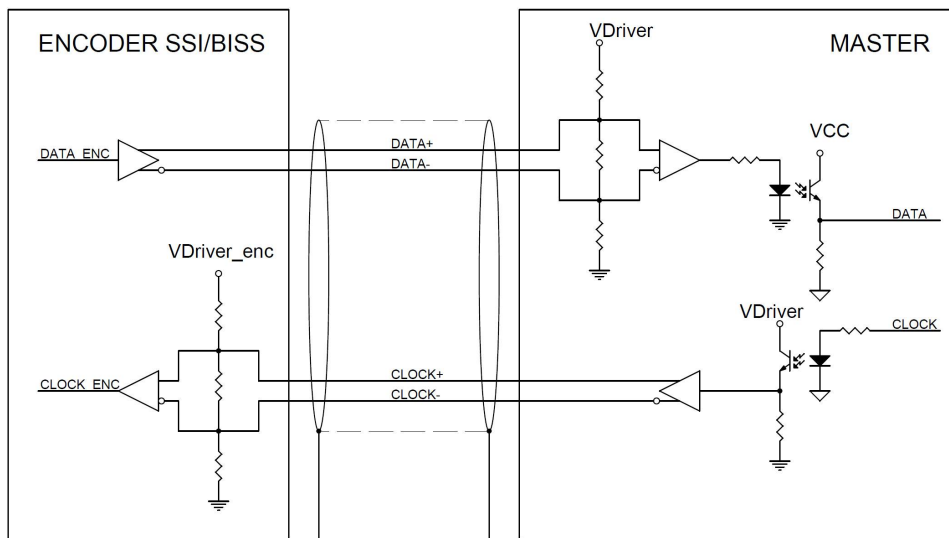 ENCODER SSI/BISS
VDriver
MASTER
DATA_ENC
DATA+
DATA-
VCC
DATA
VDriver_enc
VDriver
CLOCK
CLOCK_ENC
CLOCK+
CLOCK-